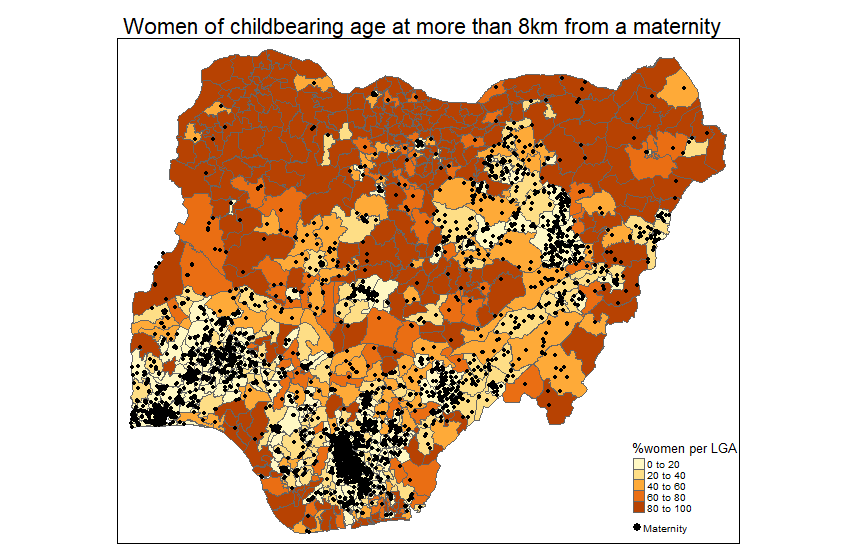 Women of childbearing age at more than 8km from a maternity
%women per LGA
0 to 20
20 to 40
40 to 60
60 to 80
80 to 100
Maternity